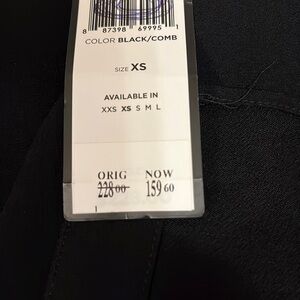 8 87398 69995 1
COLOR BLACK/COMB
SIZE XS
AVAILABLE IN
XXS XS S M L
ORIG NOW
228 00 159 60